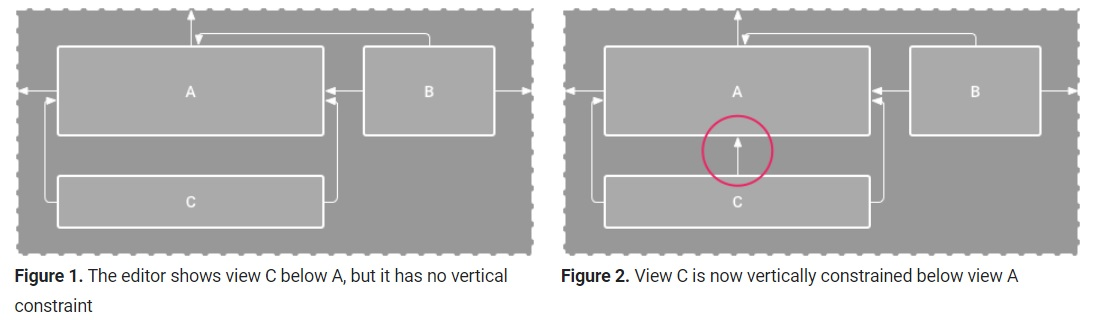 A
B
C
Figure 1. The editor shows view C below A, but it has no vertical
constraint
A
B
C
Figure 2. View C is now vertically constrained below view A